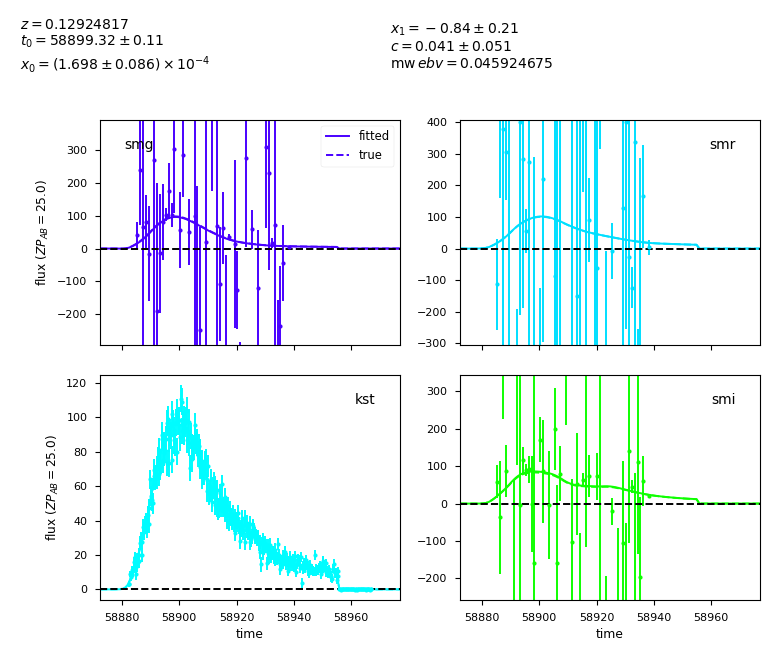 z = 0.12924817
t₀ = 58899.32 ± 0.11
x₀ = (1.698 ± 0.086) × 10⁻⁴
x₁ = −0.84 ± 0.21
c = 0.041 ± 0.051
mw ebv = 0.045924675
smg
fitted
true
300
200
100
0
−100
−200
flux (ZP_AB = 25.0)
smr
400
300
200
100
0
−100
−200
−300
kst
120
100
80
60
40
20
0
flux (ZP_AB = 25.0)
58880 58900 58920 58940 58960
time
smi
300
200
100
0
−100
−200
58880 58900 58920 58940 58960
time